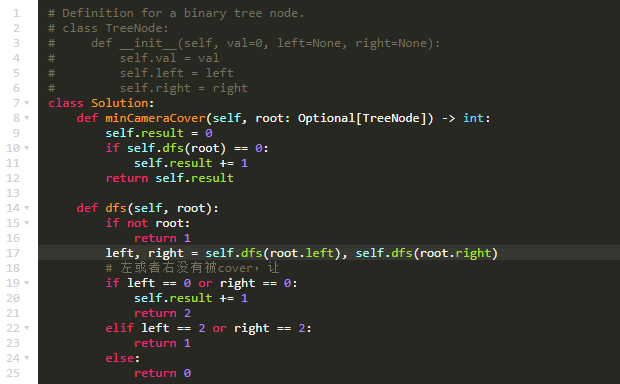 1 # Definition for a binary tree node.
2 # class TreeNode:
3 #     def __init__(self, val=0, left=None, right=None):
4 #         self.val = val
5 #         self.left = left
6 #         self.right = right
7 class Solution:
8     def minCameraCover(self, root: Optional[TreeNode]) -> int:
9         self.result = 0
10         if self.dfs(root) == 0:
11             self.result += 1
12         return self.result
13
14     def dfs(self, root):
15         if not root:
16             return 1
17         left, right = self.dfs(root.left), self.dfs(root.right)
18         # 左或者右没有被cover，让
19         if left == 0 or right == 0:
20             self.result += 1
21             return 2
22         elif left == 2 or right == 2:
23             return 1
24         else:
25             return 0